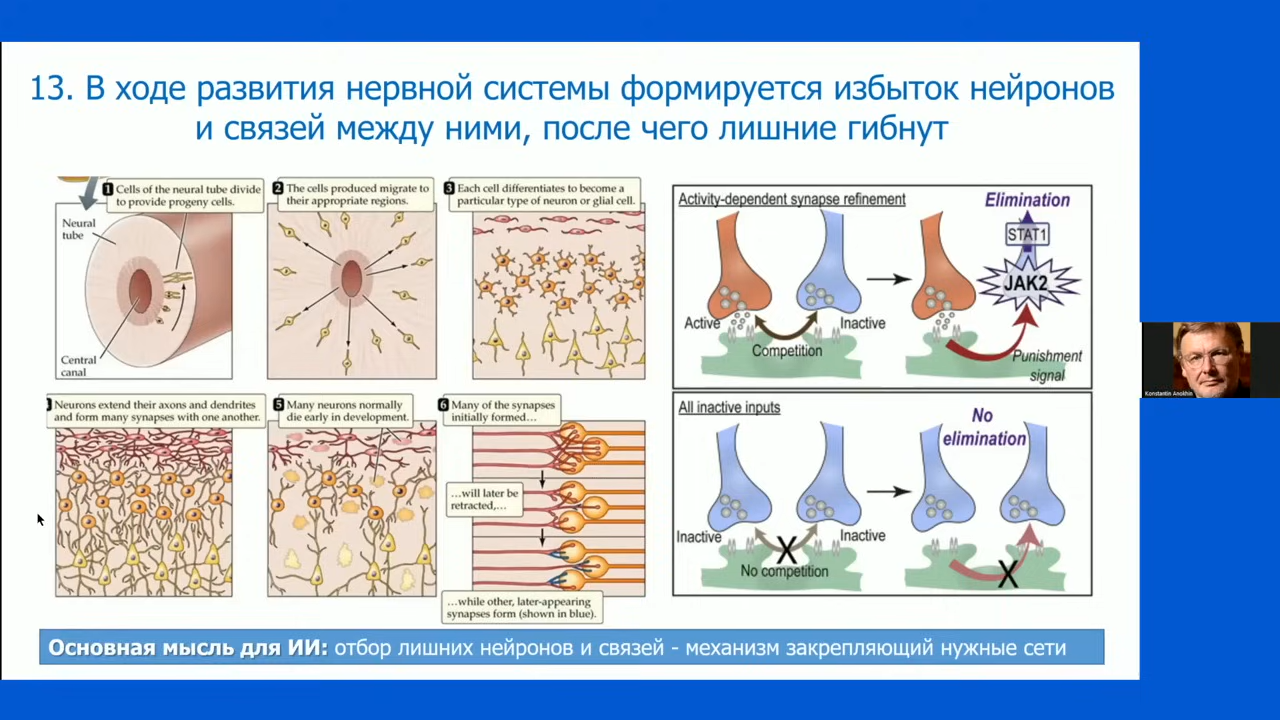 13. В ходе развития нервной системы формируется избыток нейронов
и связей между ними, после чего лишние гибнут
1 Cells of the neural tube divide
to provide progeny cells.
Neural
tube
Central
canal
2 The cells produced migrate to
their appropriate regions.
3 Each cell differentiates to become a
particular type of neuron or glial cell.
Neurons extend their axons and dendrites
and form many synapses with one another.
5 Many neurons normally
die early in development.
6 Many of the synapses
initially formed…
…will later be
retracted,…
…while other, later-appearing
synapses form (shown in blue).
Activity-dependent synapse refinement
Elimination
STAT1
JAK2
Active
Inactive
Competition
Punishment
signal
All inactive inputs
No
elimination
Inactive
Inactive
No competition
Основная мысль для ИИ: отбор лишних нейронов и связей - механизм закрепляющий нужные сети
Konstantin Anokhin